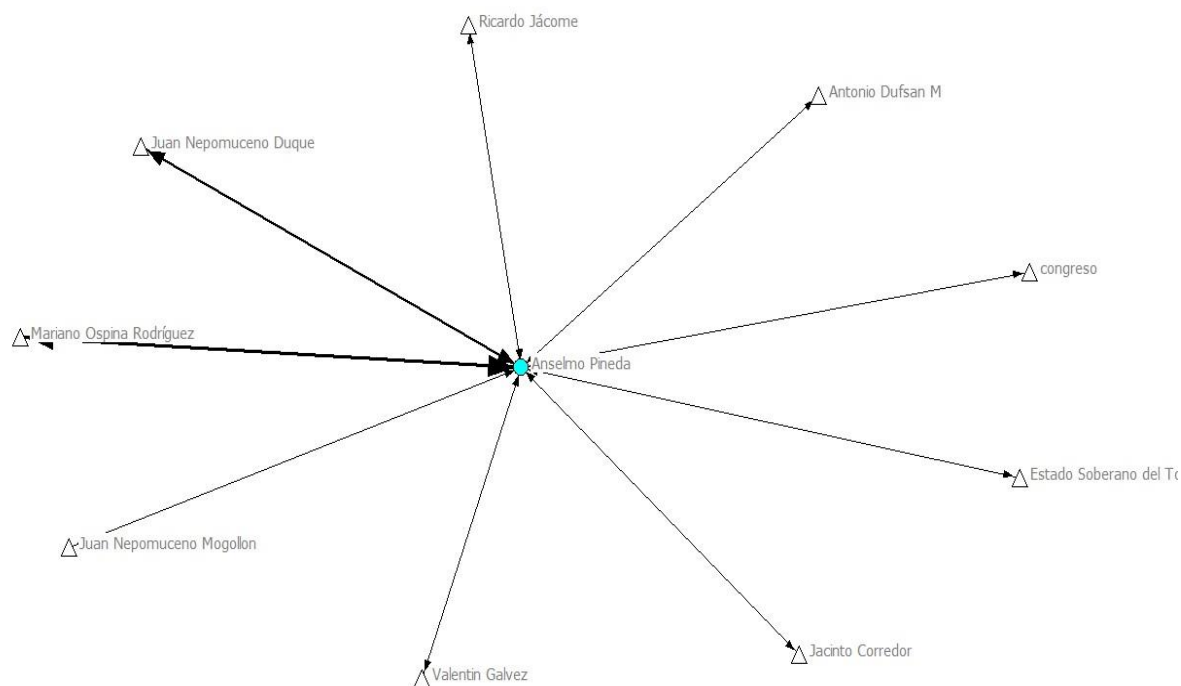 Ricardo Jácome
Antonio Dufsan M
Juan Nepomuceno Duque
congreso
Mariano Ospina Rodríguez
Anselmo Pineda
Estado Soberano del To
Juan Nepomuceno Mogollon
Jacinto Corredor
Valentin Galvez